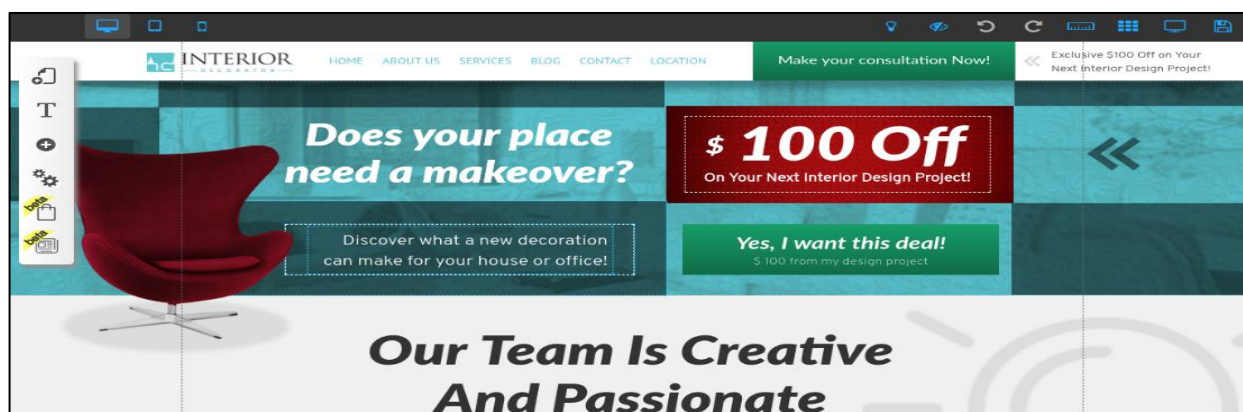 INTERIOR
DECORATOR
HOME ABOUT US SERVICES BLOG CONTACT LOCATION
Make your consultation Now!
Exclusive $100 Off on Your
Next Interior Design Project!
T
beta
beta
Does your place
need a makeover?
$ 100 Off
On Your Next Interior Design Project!
Discover what a new decoration
can make for your house or office!
Yes, I want this deal!
$ 100 from my design project
Our Team Is Creative
And Passionate